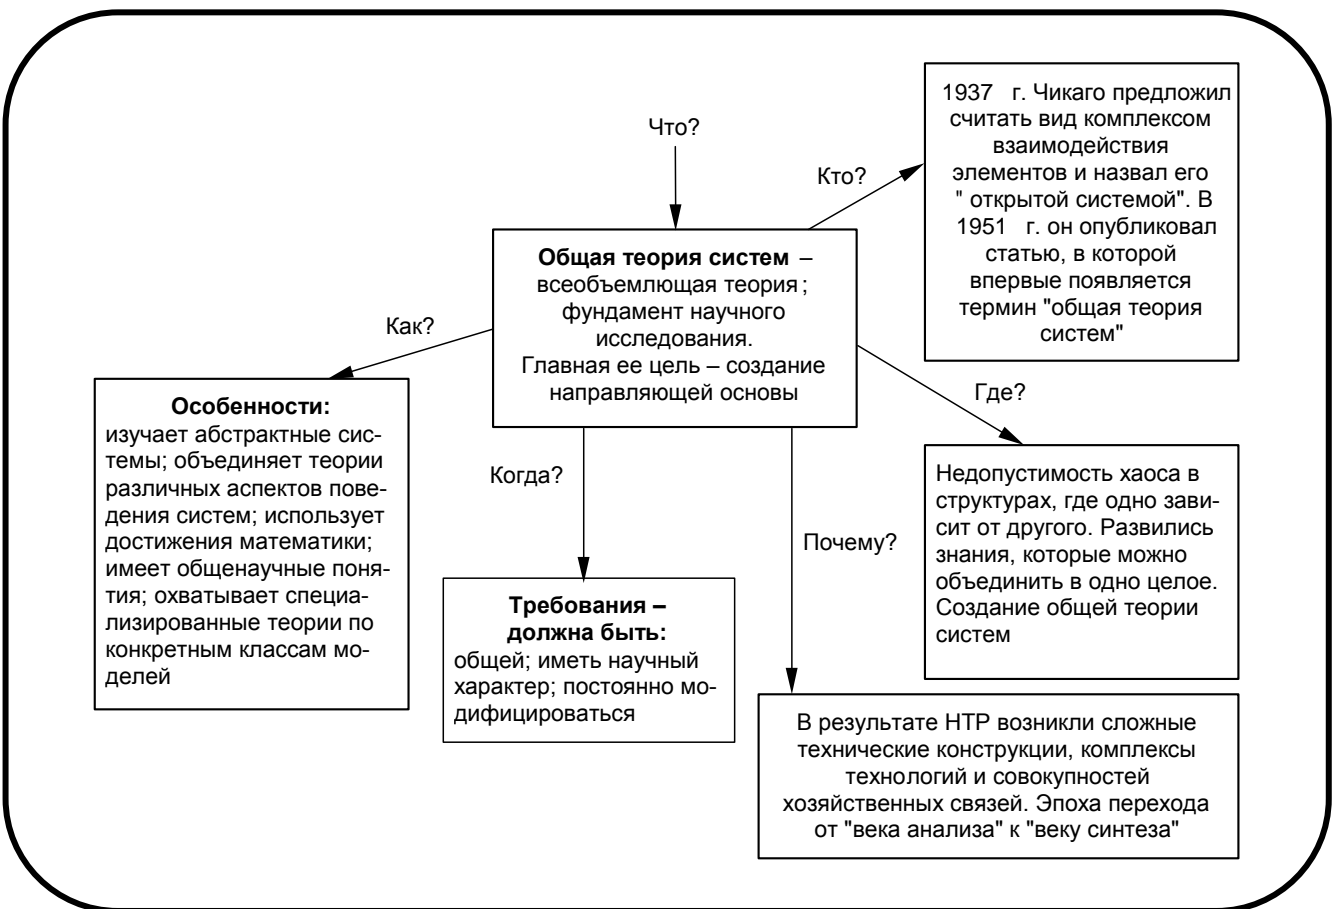 Что?
Кто?
1937 г. Чикаго предложил
считать вид комплексом
взаимодействия
элементов и назвал его
" открытой системой". В
1951 г. он опубликовал
статью, в которой
впервые появляется
термин "общая теория
систем"
Общая теория систем –
всеобъемлющая теория ;
фундамент научного
исследования.
Главная ее цель – создание
направляющей основы
Как?
Где?
Особенности:
изучает абстрактные сис-
темы; объединяет теории
различных аспектов пове-
дения систем; использует
достижения математики;
имеет общенаучные поня-
тия; охватывает специа-
лизированные теории по
конкретным классам мо-
делей
Когда?
Требования –
должна быть:
общей; иметь научный
характер; постоянно мо-
дифицироваться
Почему?
Недопустимость хаоса в
структурах, где одно зави-
сит от другого. Развились
знания, которые можно
объединить в одно целое.
Создание общей теории
систем
В результате НТР возникли сложные
технические конструкции, комплексы
технологий и совокупностей
хозяйственных связей. Эпоха перехода
от "века анализа" к "веку синтеза"